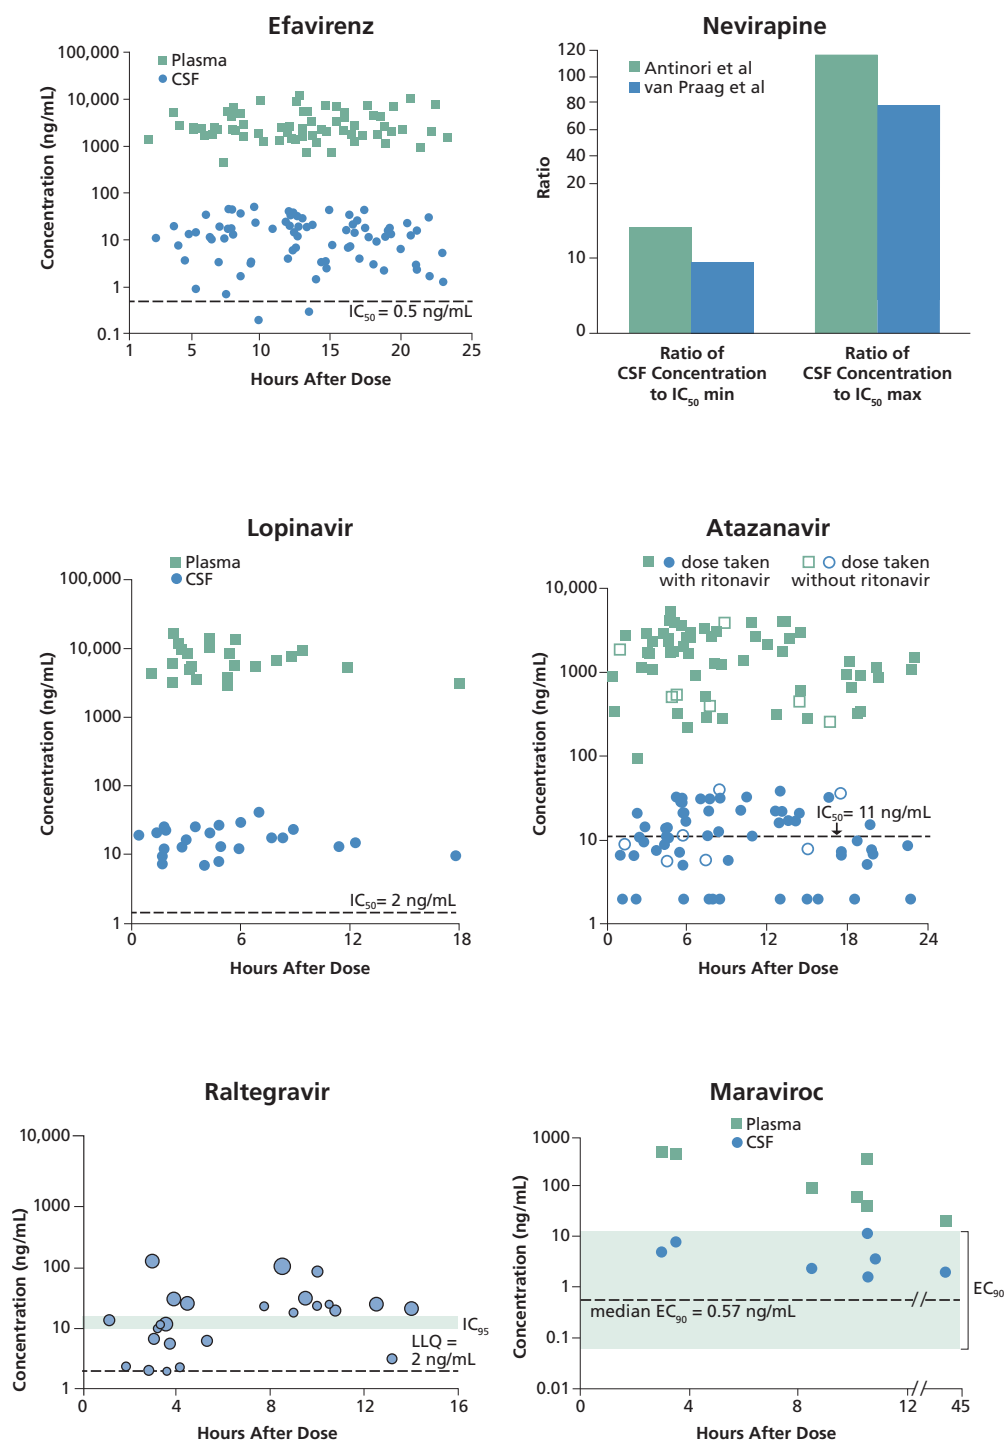 Efavirenz
Plasma
CSF
Concentration (ng/mL)
100,000
10,000
1000
100
10
1
0.1
IC50 = 0.5 ng/mL
1 5 10 15 20 25
Hours After Dose
Nevirapine
Antinori et al
van Praag et al
Ratio
120
100
80
60
40
20
10
0
Ratio of
CSF Concentration
to IC50 min
Ratio of
CSF Concentration
to IC50 max
Lopinavir
Plasma
CSF
Concentration (ng/mL)
100,000
10,000
1000
100
10
1
IC50= 2 ng/mL
0 6 12 18
Hours After Dose
Atazanavir
dose taken
with ritonavir
dose taken
without ritonavir
Concentration (ng/mL)
10,000
1000
100
10
1
IC50= 11 ng/mL
0 6 12 18 24
Hours After Dose
Raltegravir
Concentration (ng/mL)
10,000
1000
100
10
1
IC95
LLQ =
2 ng/mL
0 4 8 12 16
Hours After Dose
Maraviroc
Plasma
CSF
Concentration (ng/mL)
1000
100
10
1
0.1
0.01
median EC90 = 0.57 ng/mL
EC90
0 4 8 12 45
Hours After Dose